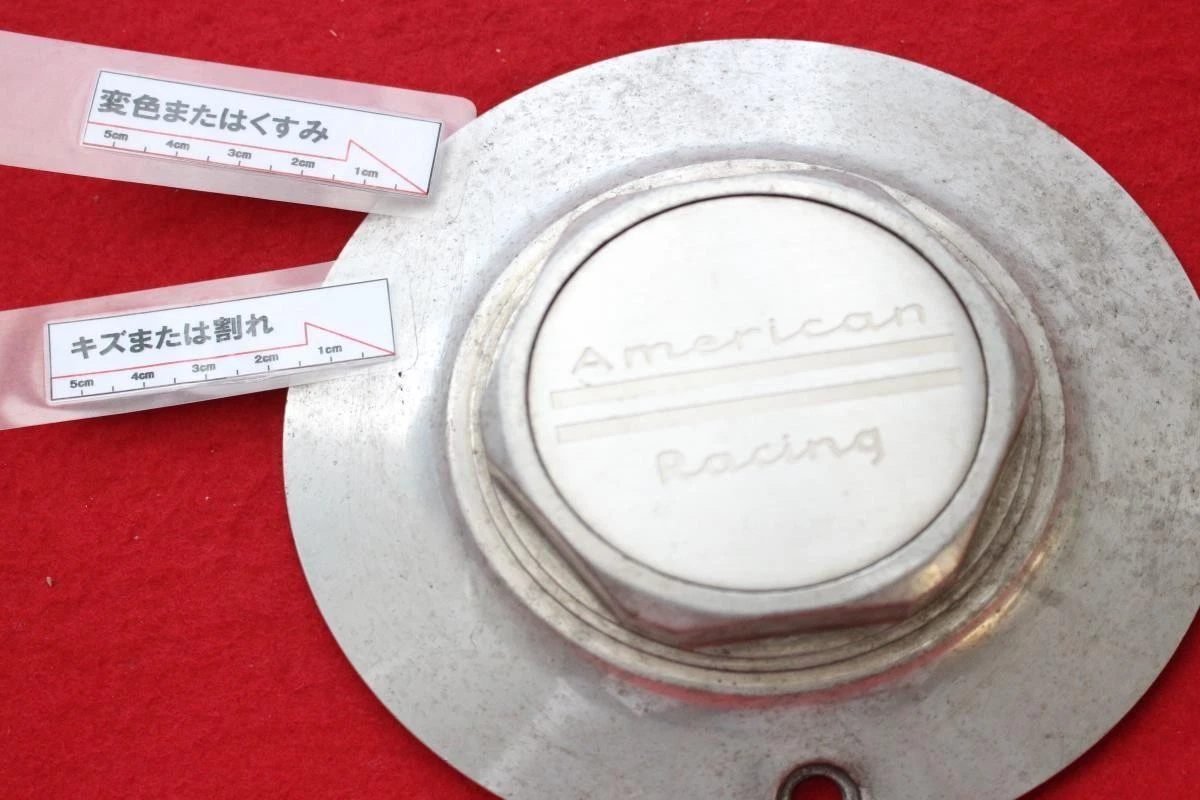 変色またはくすみ
5cm 4cm 3cm 2cm 1cm
キズまたは割れ
5cm 4cm 3cm 2cm 1cm
American
Racing